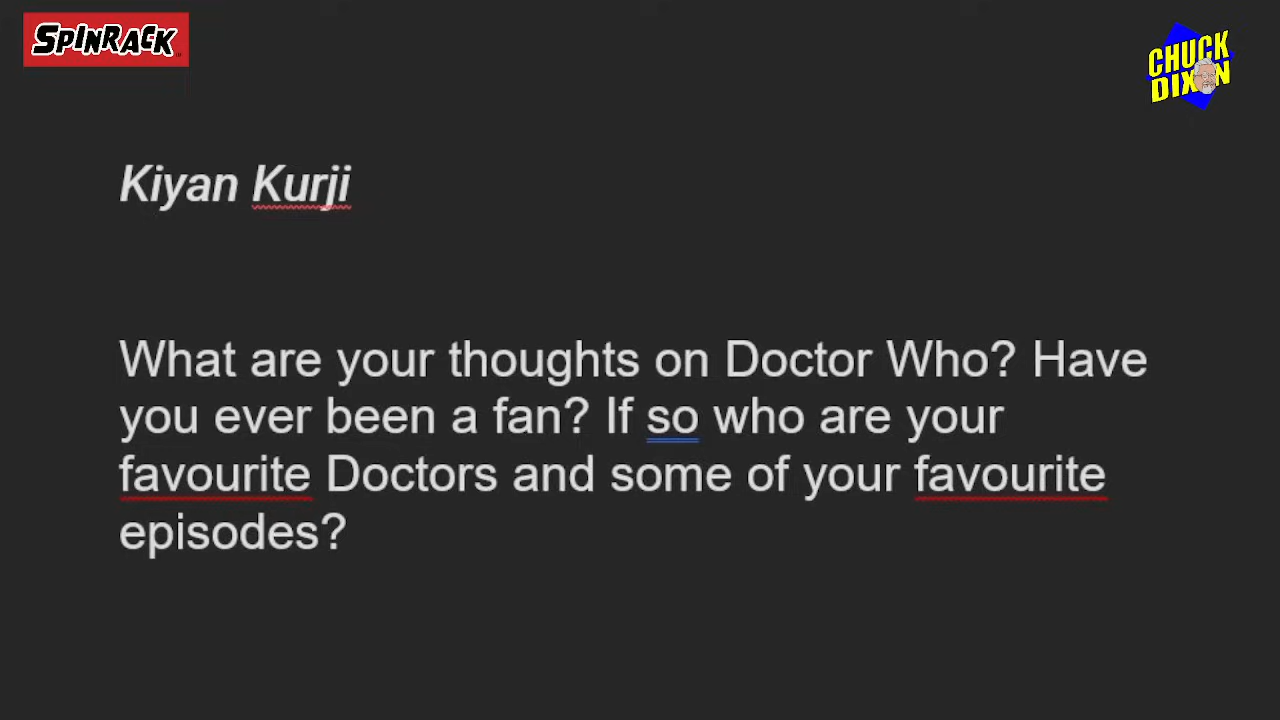 SPINRACK
CHUCK
DIXON
Kiyan Kurji
What are your thoughts on Doctor Who? Have
you ever been a fan? If so who are your
favourite Doctors and some of your favourite
episodes?